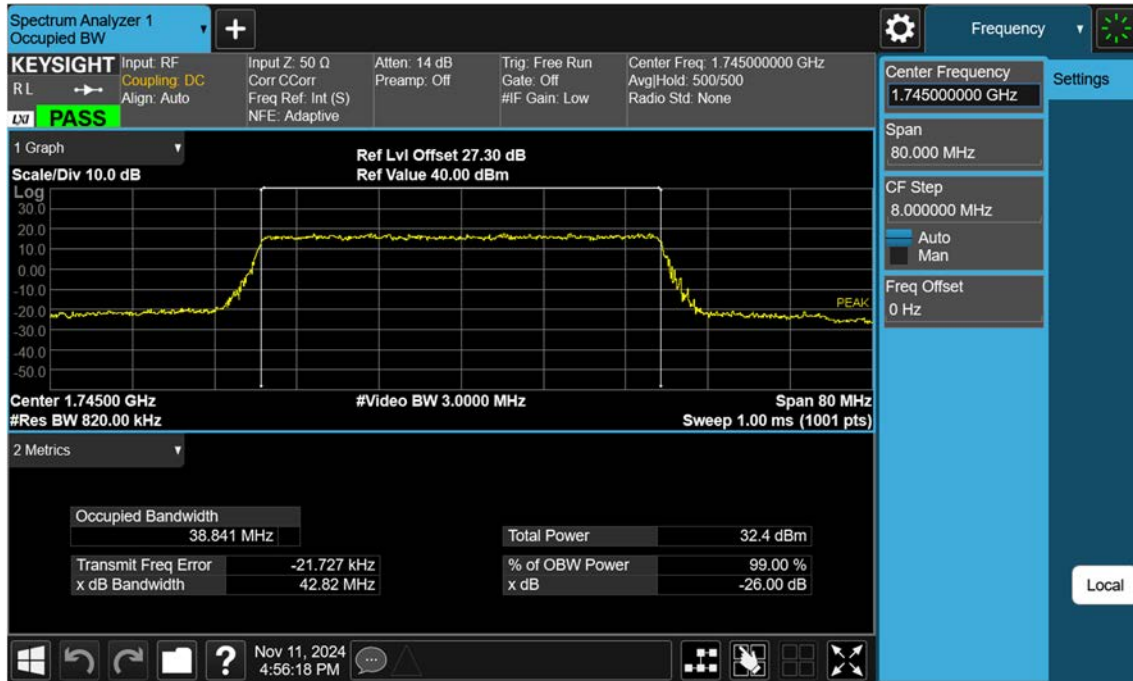 Spectrum Analyzer 1
Occupied BW
Frequency
KEYSIGHT
R L
LXI PASS
Input: RF
Coupling: DC
Align: Auto
Input Z: 50 Ω
Corr CCorr
Freq Ref: Int (S)
NFE: Adaptive
Atten: 14 dB
Preamp: Off
Trig: Free Run
Gate: Off
#IF Gain: Low
Center Freq: 1.745000000 GHz
Avg|Hold: 500/500
Radio Std: None
Center Frequency
1.745000000 GHz
Settings
Span
80.000 MHz
CF Step
8.000000 MHz
Auto
Man
Freq Offset
0 Hz
Local
1 Graph
Scale/Div 10.0 dB
Ref Lvl Offset 27.30 dB
Ref Value 40.00 dBm
Log
30.0
20.0
10.0
0.00
-10.0
-20.0
-30.0
-40.0
-50.0
PEAK
Center 1.74500 GHz
#Res BW 820.00 kHz
#Video BW 3.0000 MHz
Span 80 MHz
Sweep 1.00 ms (1001 pts)
2 Metrics
Occupied Bandwidth
38.841 MHz
Transmit Freq Error -21.727 kHz
x dB Bandwidth 42.82 MHz
Total Power 32.4 dBm
% of OBW Power 99.00 %
x dB -26.00 dB
?
Nov 11, 2024
4:56:18 PM